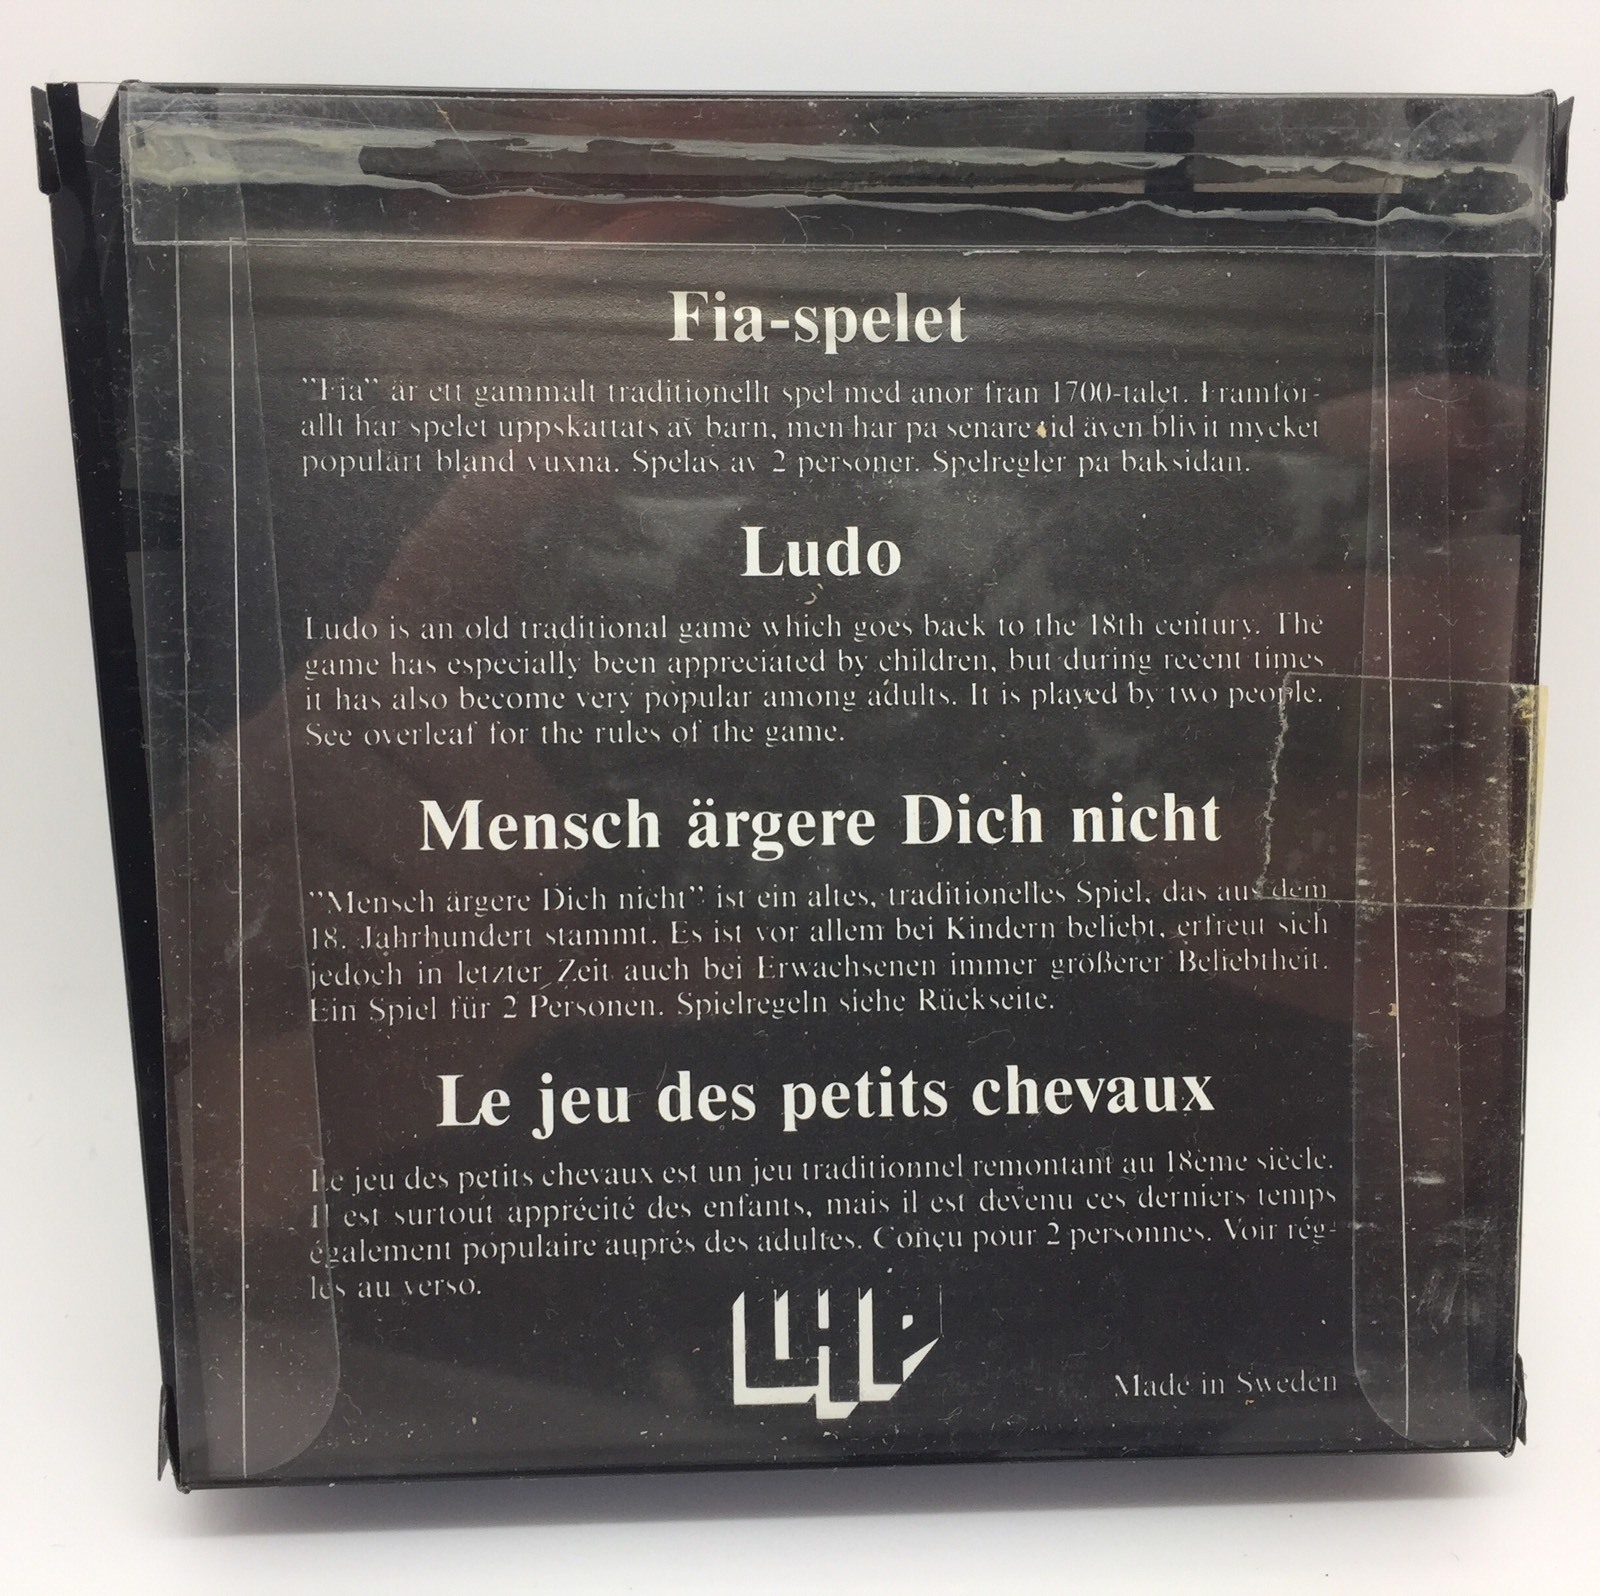 Fia-spelet
”Fia” är ett gammalt traditionellt spel med anor från 1700-talet. Framför-
allt har spelet uppskattats av barn, men har på senare tid även blivit mycket
populärt bland vuxna. Spelas av 2 personer. Spelregler på baksidan.
Ludo
Ludo is an old traditional game which goes back to the 18th century. The
game has especially been appreciated by children, but during recent times
it has also become very popular among adults. It is played by two people.
See overleaf for the rules of the game.
Mensch ärgere Dich nicht
”Mensch ärgere Dich nicht” ist ein altes, traditionelles Spiel, das aus dem
18. Jahrhundert stammt. Es ist vor allem bei Kindern beliebt, erfreut sich
jedoch in letzter Zeit auch bei Erwachsenen immer größerer Beliebtheit.
Ein Spiel für 2 Personen. Spielregeln siehe Rückseite.
Le jeu des petits chevaux
Le jeu des petits chevaux est un jeu traditionnel remontant au 18ème siècle.
Il est surtout apprécité des enfants, mais il est devenu ces derniers temps
également populaire auprés des adultes. Conçu pour 2 personnes. Voir rég-
les au verso.
LHP
Made in Sweden